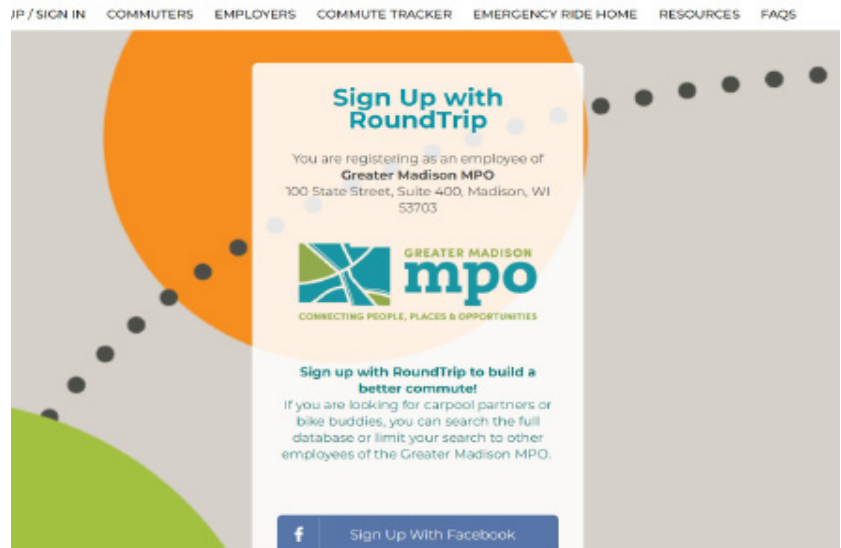 UP / SIGN IN COMMUTERS EMPLOYERS COMMUTE TRACKER EMERGENCY RIDE HOME RESOURCES FAQS
Sign Up with
RoundTrip
You are registering as an employee of
Greater Madison MPO
100 State Street, Suite 400, Madison, WI
53703
GREATER MADISON
mpo
CONNECTING PEOPLE, PLACES & OPPORTUNITIES
Sign up with RoundTrip to build a
better commute!
If you are looking for carpool partners or
bike buddies, you can search the full
database or limit your search to other
employees of the Greater Madison MPO.
f Sign Up With Facebook